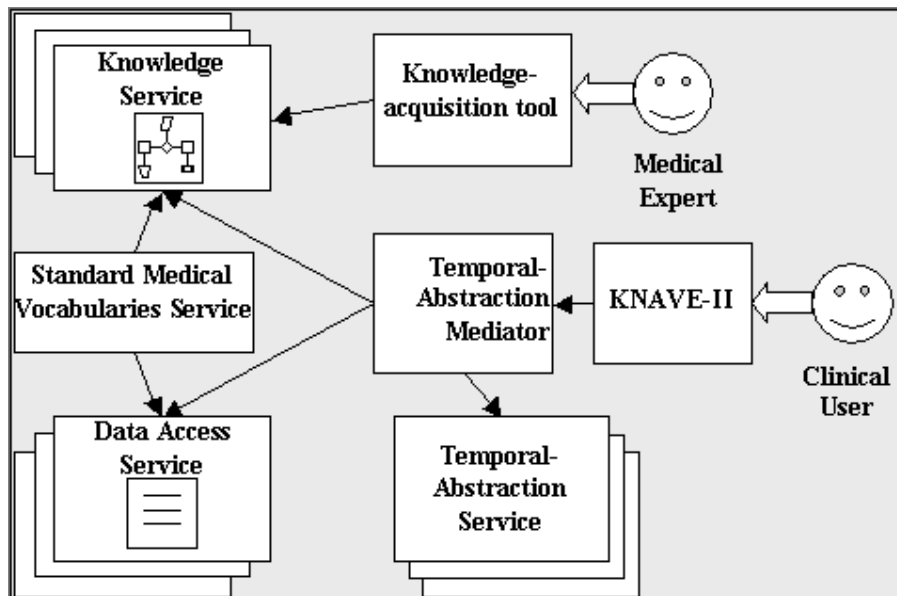 Knowledge
Service
Knowledge-
acquisition tool
Medical
Expert
Standard Medical
Vocabularies Service
Temporal-
Abstraction
Mediator
KNAVE-II
Clinical
User
Data Access
Service
Temporal-
Abstraction
Service